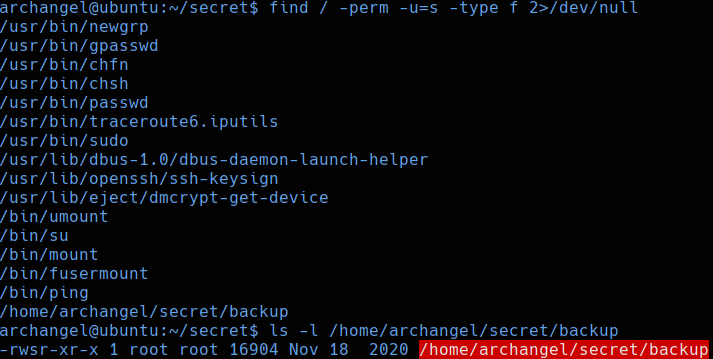 archangel@ubuntu:~/secret$ find / -perm -u=s -type f 2>/dev/null
/usr/bin/newgrp
/usr/bin/gpasswd
/usr/bin/chfn
/usr/bin/chsh
/usr/bin/passwd
/usr/bin/traceroute6.iputils
/usr/bin/sudo
/usr/lib/dbus-1.0/dbus-daemon-launch-helper
/usr/lib/openssh/ssh-keysign
/usr/lib/eject/dmcrypt-get-device
/bin/umount
/bin/su
/bin/mount
/bin/fusermount
/bin/ping
/home/archangel/secret/backup
archangel@ubuntu:~/secret$ ls -l /home/archangel/secret/backup
-rwsr-xr-x 1 root root 16904 Nov 18  2020 /home/archangel/secret/backup